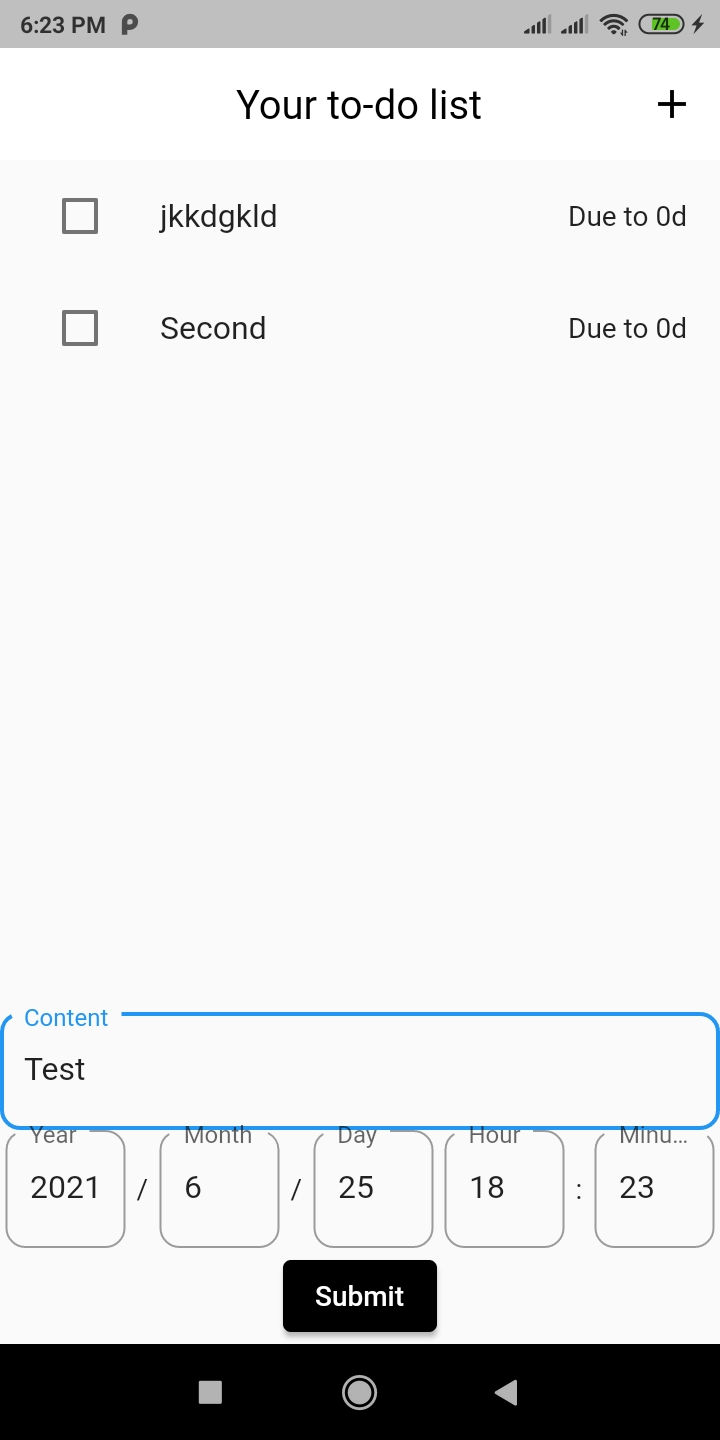 6:23 PM 74
Your to-do list +
jkkdgkld Due to 0d
Second Due to 0d
Content
Test
Year Month Day Hour Minu...
2021 / 6 / 25 18 : 23
Submit